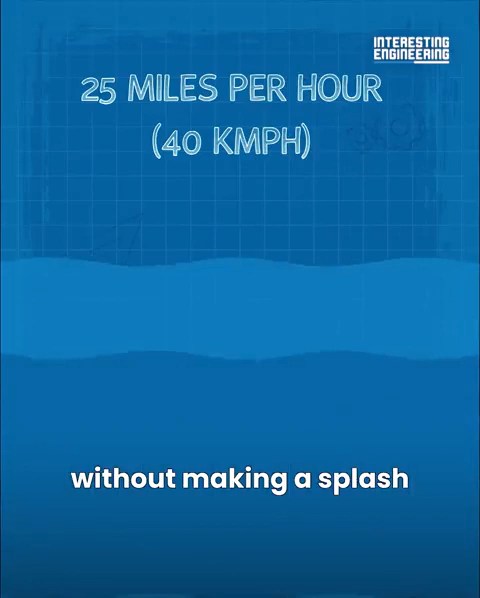 INTERESTING
ENGINEERING
25 MILES PER HOUR
(40 KMPH)
without making a splash